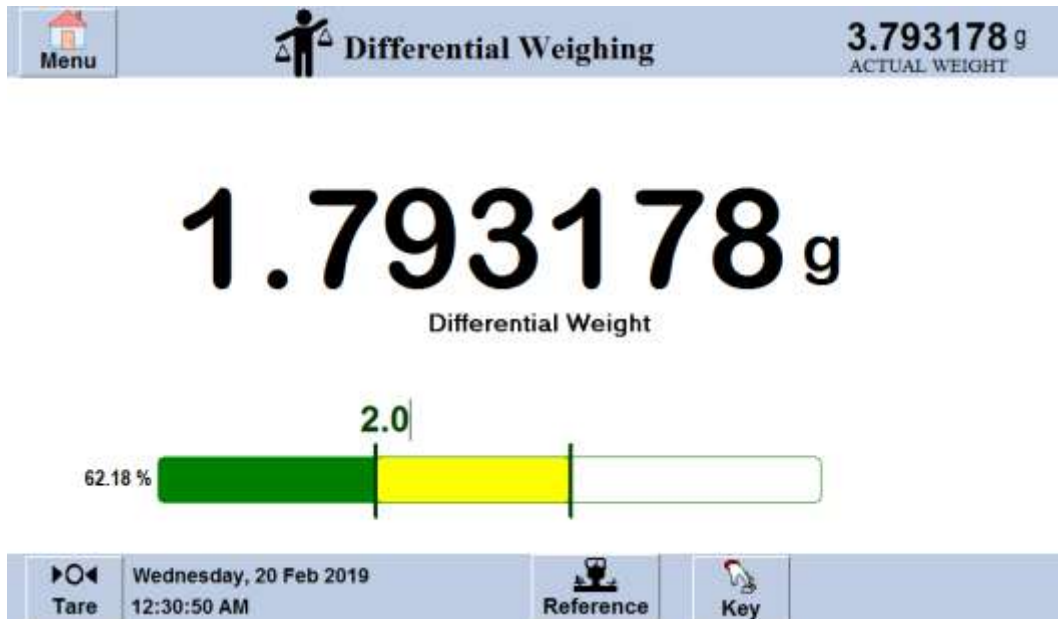 Menu
Differential Weighing
3.793178 g
ACTUAL WEIGHT
1.793178 g
Differential Weight
2.0
62.18 %
Tare
Wednesday, 20 Feb 2019
12:30:50 AM
Reference
Key